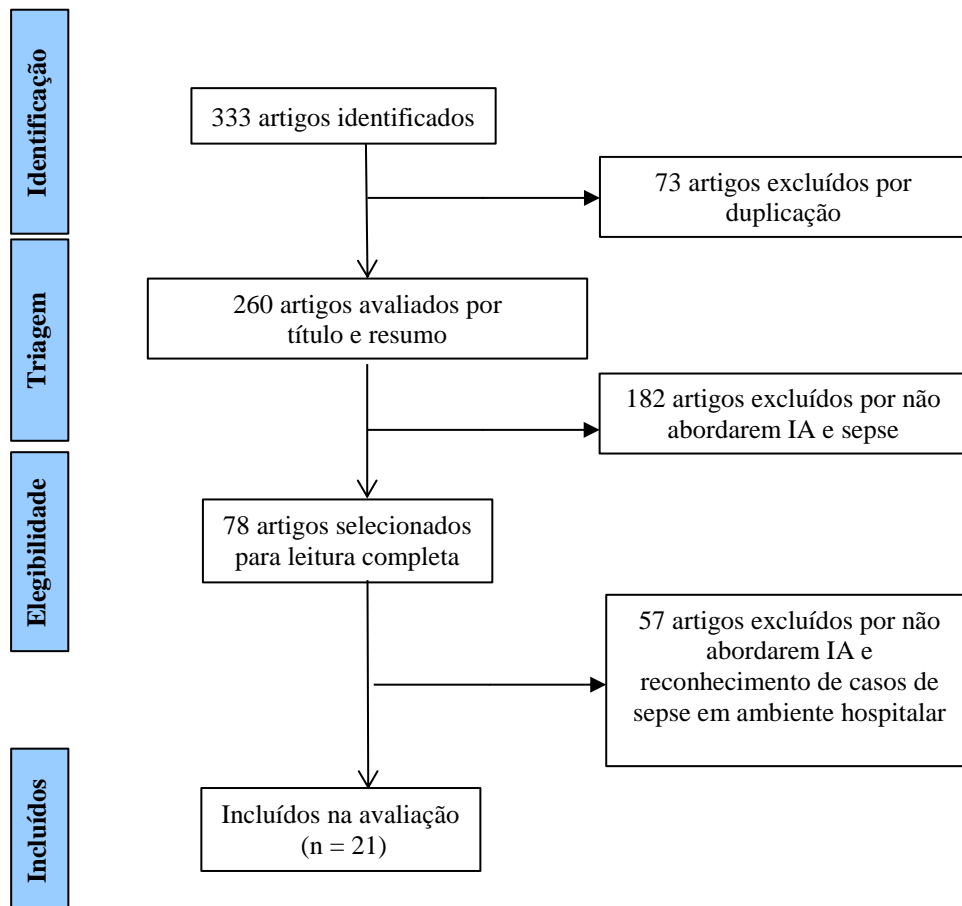 Identificação
333 artigos identificados
73 artigos excluídos por
duplicação
Triagem
260 artigos avaliados por
título e resumo
182 artigos excluídos por não
abordarem IA e sepse
Elegibilidade
78 artigos selecionados
para leitura completa
57 artigos excluídos por não
abordarem IA e
reconhecimento de casos de
sepse em ambiente hospitalar
Incluídos
Incluídos na avaliação
(n = 21)